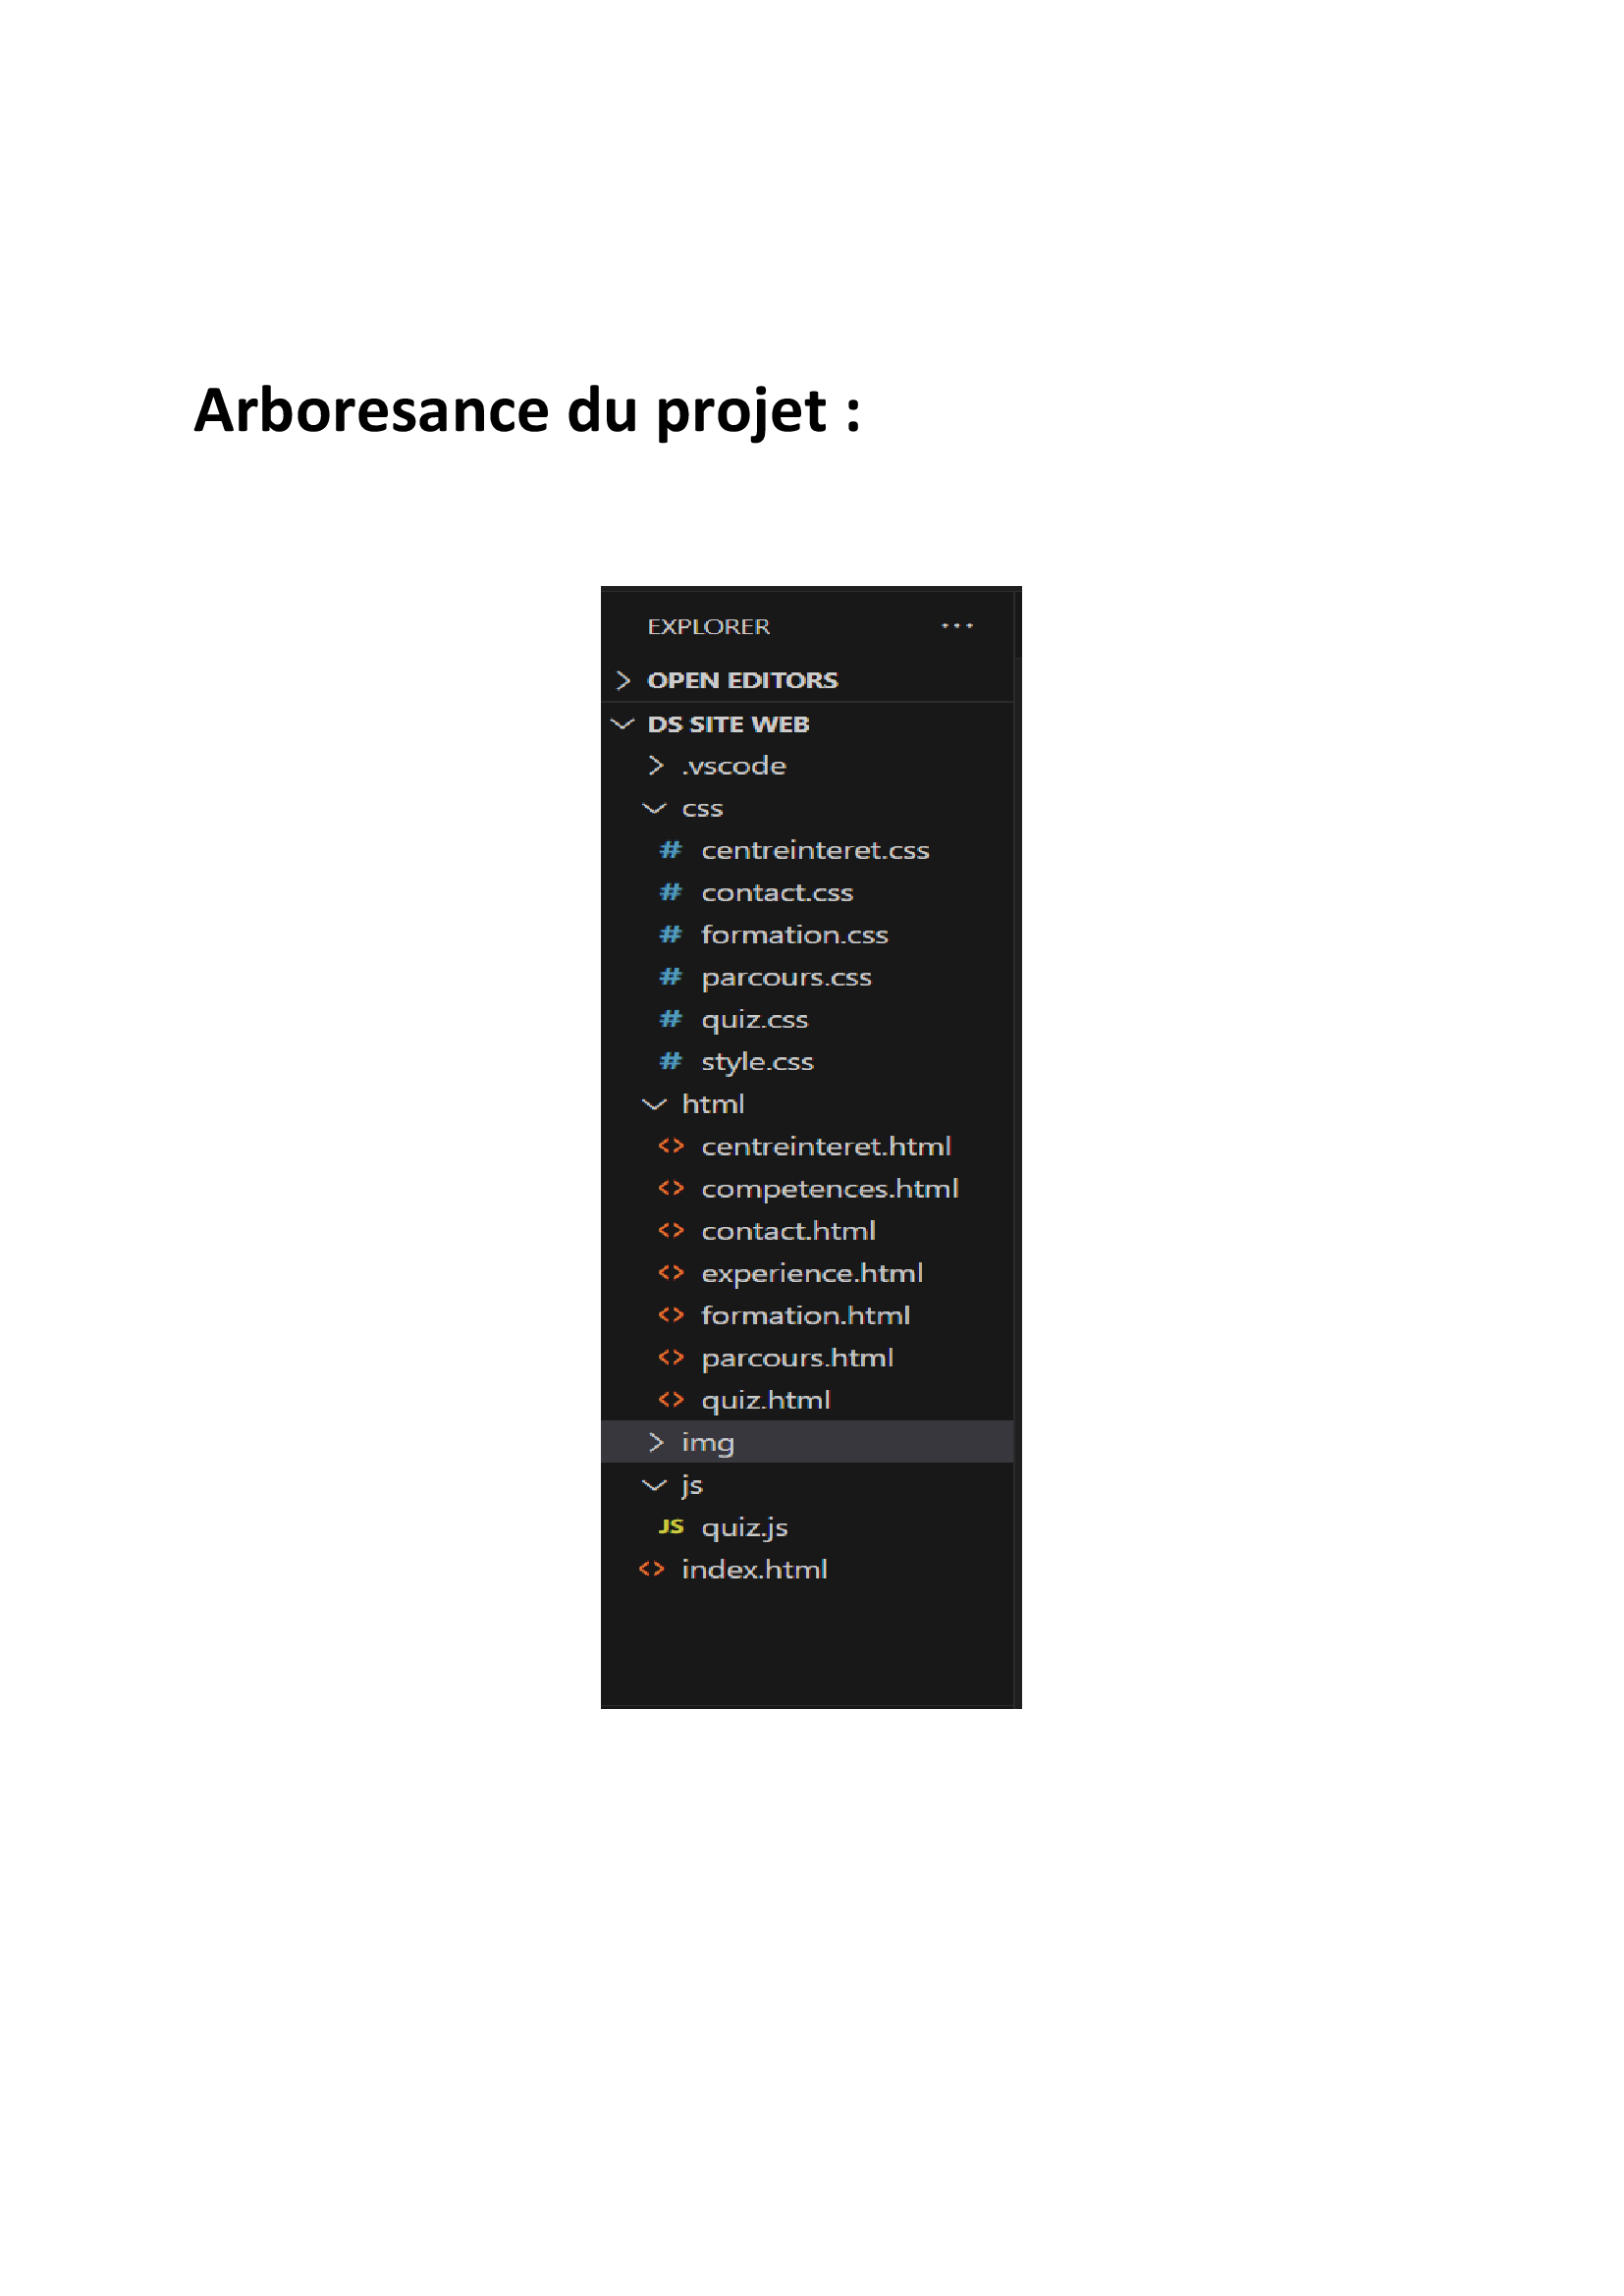 Arboresance du projet :
EXPLORER ...
OPEN EDITORS
DS SITE WEB
.vscode
css
# centreinteret.css
# contact.css
# formation.css
# parcours.css
# quiz.css
# style.css
html
<> centreinteret.html
<> competences.html
<> contact.html
<> experience.html
<> formation.html
<> parcours.html
<> quiz.html
img
js
JS quiz.js
<> index.html